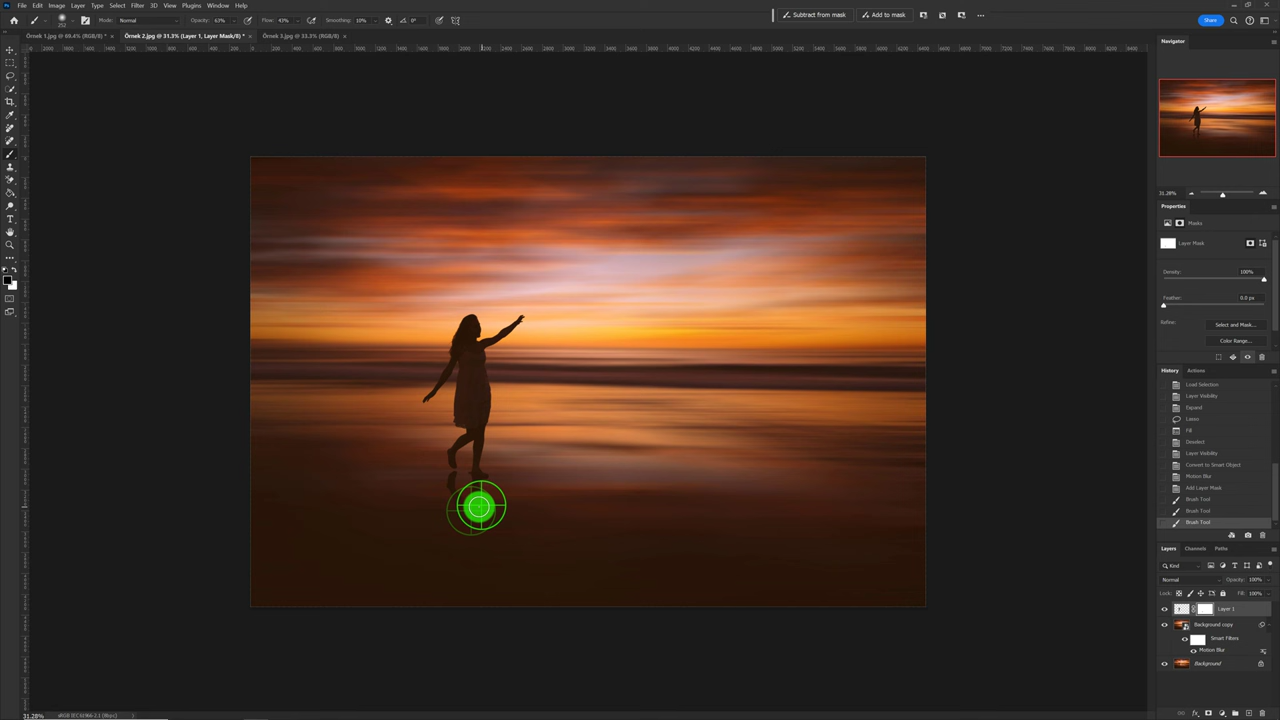 File Edit Image Layer Type Select Filter 3D View Plugins Window Help
252 Mode: Normal Opacity: 63% Flow: 43% Smoothing: 10% 0° Subtract from mask Add to mask Share
Örnek 1.jpg @ 69.4% (RGB/8) * × Örnek 2.jpg @ 31.3% (Layer 1, Layer Mask/8) * × Örnek 3.jpg @ 33.3% (RGB/8) ×
Navigator
31.28%
Properties
Masks
Layer Mask
Density: 100%
Feather: 0.0 px
Refine: Select and Mask...
Color Range...
History Actions
Load Selection
Layer Visibility
Expand
Lasso
Fill
Deselect
Layer Visibility
Convert to Smart Object
Motion Blur
Add Layer Mask
Brush Tool
Brush Tool
Brush Tool
Layers Channels Paths
Kind
Normal Opacity: 100%
Lock: Fill: 100%
Layer 1
Background copy
Smart Filters
Motion Blur
Background
31.28%